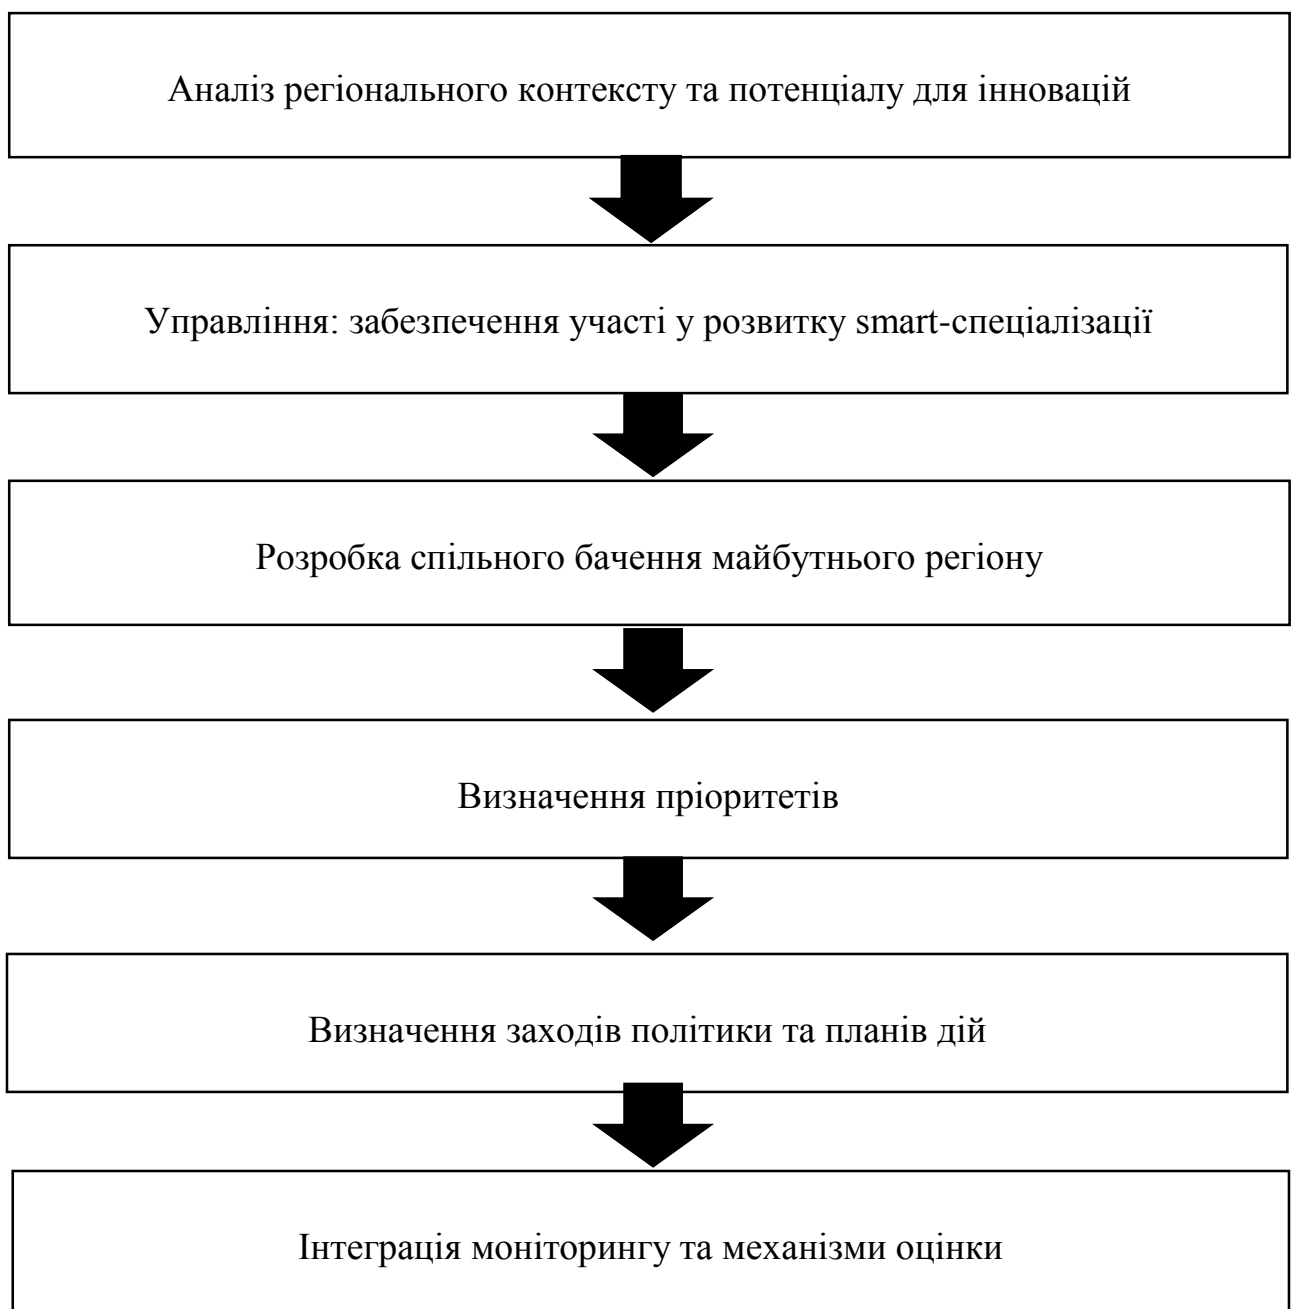 Аналіз регіонального контексту та потенціалу для інновацій
Управління: забезпечення участі у розвитку smart-спеціалізації
Розробка спільного бачення майбутнього регіону
Визначення пріоритетів
Визначення заходів політики та планів дій
Інтеграція моніторингу та механізми оцінки